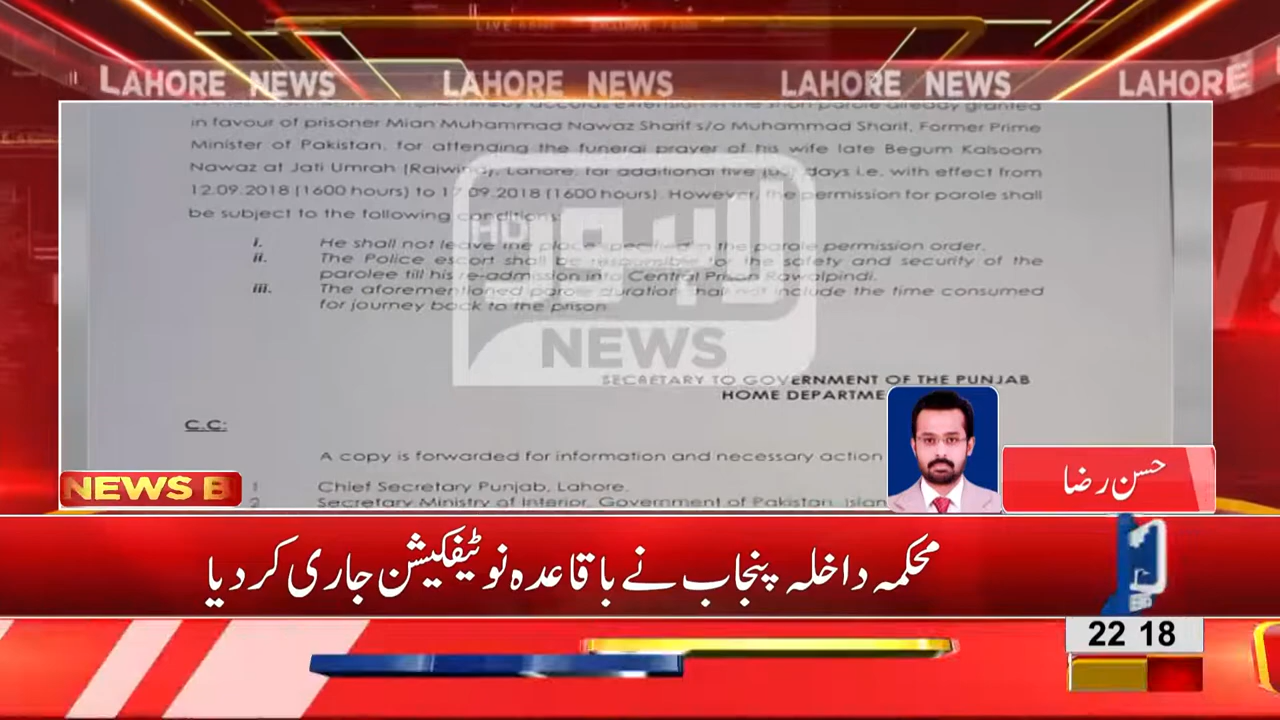 LAHORE NEWS LAHORE NEWS LAHORE NEWS LAHORE
in favour of prisoner Mian Muhammad Nawaz Sharif s/o Muhammad Sharif, Former Prime
Minister of Pakistan, for attending the funeral prayer of his wife late Begum Kalsoom
Nawaz at Jati Umrah (Raiwind), Lahore, for additional five days i.e. with effect from
12.09.2018 (1600 hours) to 17.09.2018 (1600 hours). However, the permission for parole shall
be subject to the following conditions:
i. He shall not leave the place specified in the parole permission order.
ii. The Police escort shall be responsible for the safety and security of the
parolee till his re-admission into Central Prison Rawalpindi.
iii. The aforementioned parole duration shall not include the time consumed
for journey back to the prison
HD لاہور
NEWS
SECRETARY TO GOVERNMENT OF THE PUNJAB
HOME DEPARTME
C.C:
A copy is forwarded for information and necessary action
1 Chief Secretary Punjab, Lahore.
2 Secretary Ministry of Interior, Government of Pakistan, Islan
حسن رضا
NEWS B
محکمہ داخلہ پنجاب نے باقاعدہ نوٹیفکیشن جاری کردیا
22 18